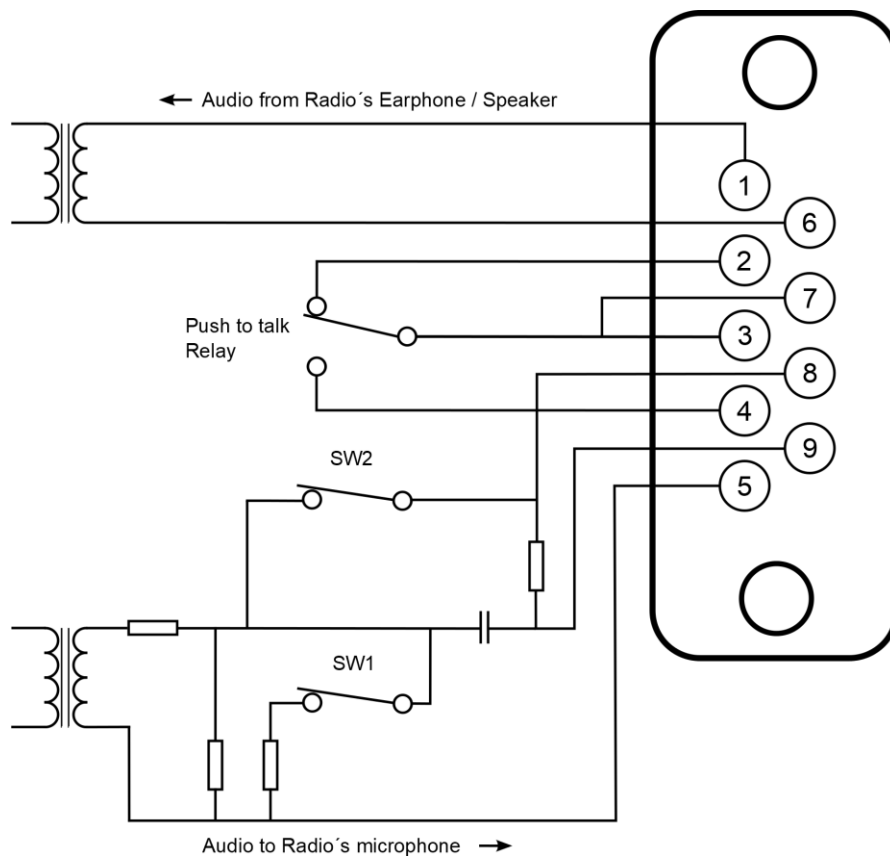 ← Audio from Radio´s Earphone / Speaker
1
6
2
7
Push to talk
Relay
3
8
4
9
SW2
5
SW1
Audio to Radio´s microphone →